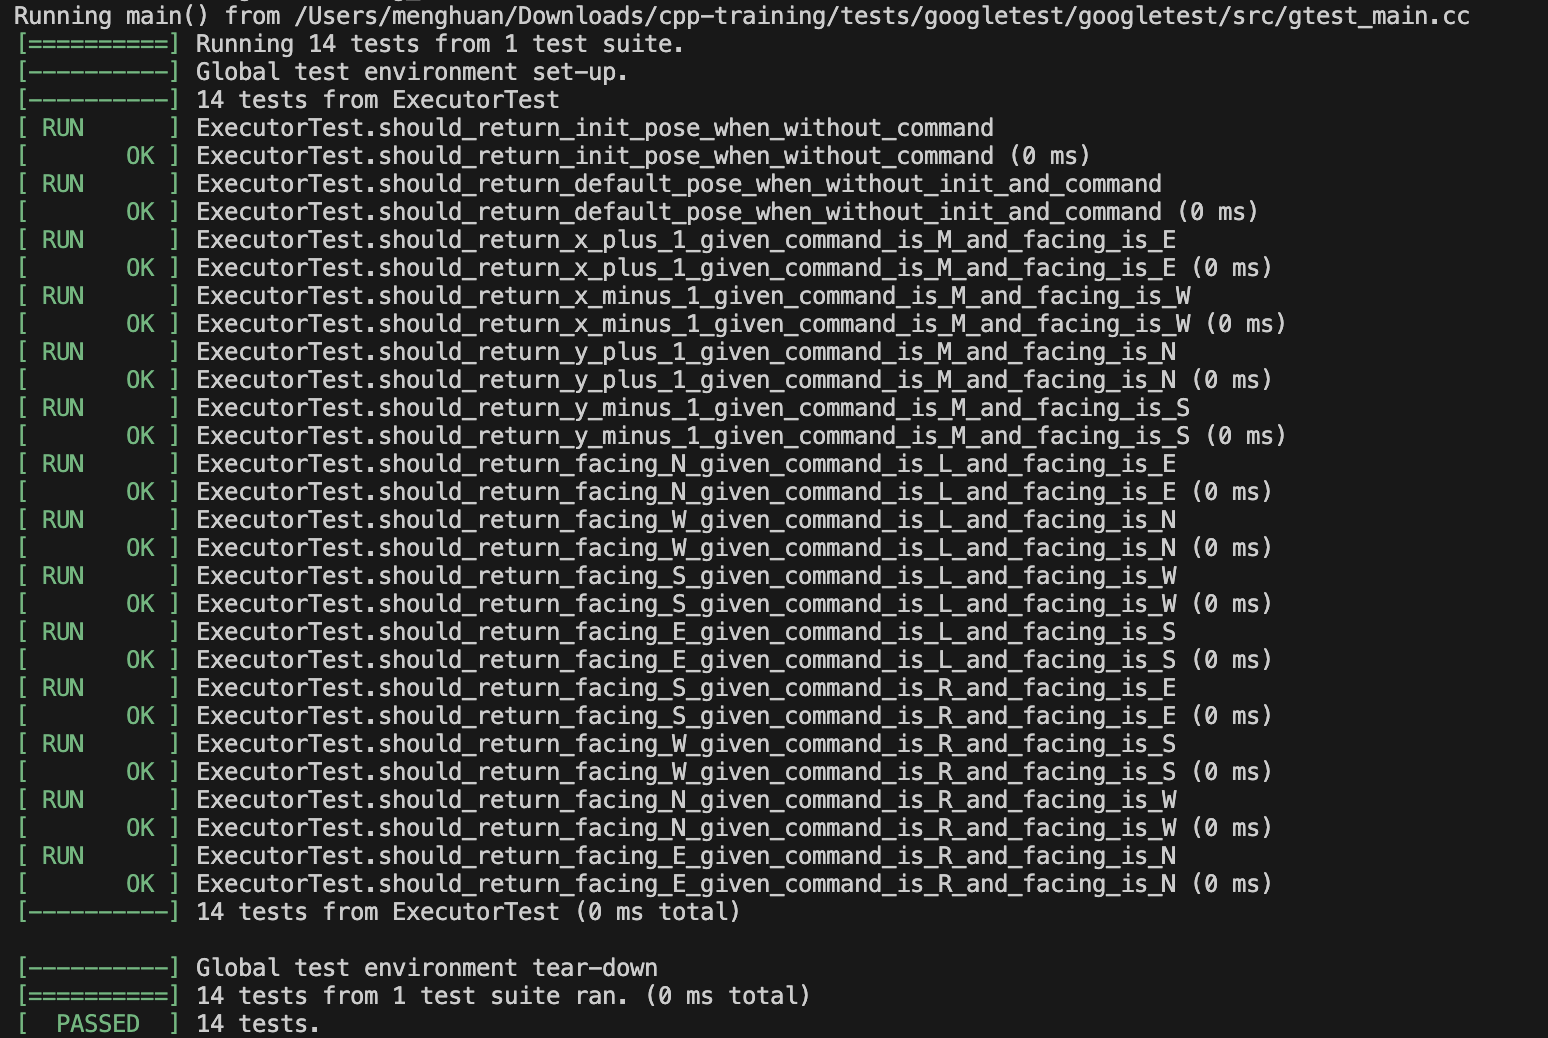 Running main() from /Users/menghuan/Downloads/cpp-training/tests/googletest/googletest/src/gtest_main.cc
[==========] Running 14 tests from 1 test suite.
[----------] Global test environment set-up.
[----------] 14 tests from ExecutorTest
[ RUN      ] ExecutorTest.should_return_init_pose_when_without_command
[       OK ] ExecutorTest.should_return_init_pose_when_without_command (0 ms)
[ RUN      ] ExecutorTest.should_return_default_pose_when_without_init_and_command
[       OK ] ExecutorTest.should_return_default_pose_when_without_init_and_command (0 ms)
[ RUN      ] ExecutorTest.should_return_x_plus_1_given_command_is_M_and_facing_is_E
[       OK ] ExecutorTest.should_return_x_plus_1_given_command_is_M_and_facing_is_E (0 ms)
[ RUN      ] ExecutorTest.should_return_x_minus_1_given_command_is_M_and_facing_is_W
[       OK ] ExecutorTest.should_return_x_minus_1_given_command_is_M_and_facing_is_W (0 ms)
[ RUN      ] ExecutorTest.should_return_y_plus_1_given_command_is_M_and_facing_is_N
[       OK ] ExecutorTest.should_return_y_plus_1_given_command_is_M_and_facing_is_N (0 ms)
[ RUN      ] ExecutorTest.should_return_y_minus_1_given_command_is_M_and_facing_is_S
[       OK ] ExecutorTest.should_return_y_minus_1_given_command_is_M_and_facing_is_S (0 ms)
[ RUN      ] ExecutorTest.should_return_facing_N_given_command_is_L_and_facing_is_E
[       OK ] ExecutorTest.should_return_facing_N_given_command_is_L_and_facing_is_E (0 ms)
[ RUN      ] ExecutorTest.should_return_facing_W_given_command_is_L_and_facing_is_N
[       OK ] ExecutorTest.should_return_facing_W_given_command_is_L_and_facing_is_N (0 ms)
[ RUN      ] ExecutorTest.should_return_facing_S_given_command_is_L_and_facing_is_W
[       OK ] ExecutorTest.should_return_facing_S_given_command_is_L_and_facing_is_W (0 ms)
[ RUN      ] ExecutorTest.should_return_facing_E_given_command_is_L_and_facing_is_S
[       OK ] ExecutorTest.should_return_facing_E_given_command_is_L_and_facing_is_S (0 ms)
[ RUN      ] ExecutorTest.should_return_facing_S_given_command_is_R_and_facing_is_E
[       OK ] ExecutorTest.should_return_facing_S_given_command_is_R_and_facing_is_E (0 ms)
[ RUN      ] ExecutorTest.should_return_facing_W_given_command_is_R_and_facing_is_S
[       OK ] ExecutorTest.should_return_facing_W_given_command_is_R_and_facing_is_S (0 ms)
[ RUN      ] ExecutorTest.should_return_facing_N_given_command_is_R_and_facing_is_W
[       OK ] ExecutorTest.should_return_facing_N_given_command_is_R_and_facing_is_W (0 ms)
[ RUN      ] ExecutorTest.should_return_facing_E_given_command_is_R_and_facing_is_N
[       OK ] ExecutorTest.should_return_facing_E_given_command_is_R_and_facing_is_N (0 ms)
[----------] 14 tests from ExecutorTest (0 ms total)
[----------] Global test environment tear-down
[==========] 14 tests from 1 test suite ran. (0 ms total)
[  PASSED  ] 14 tests.